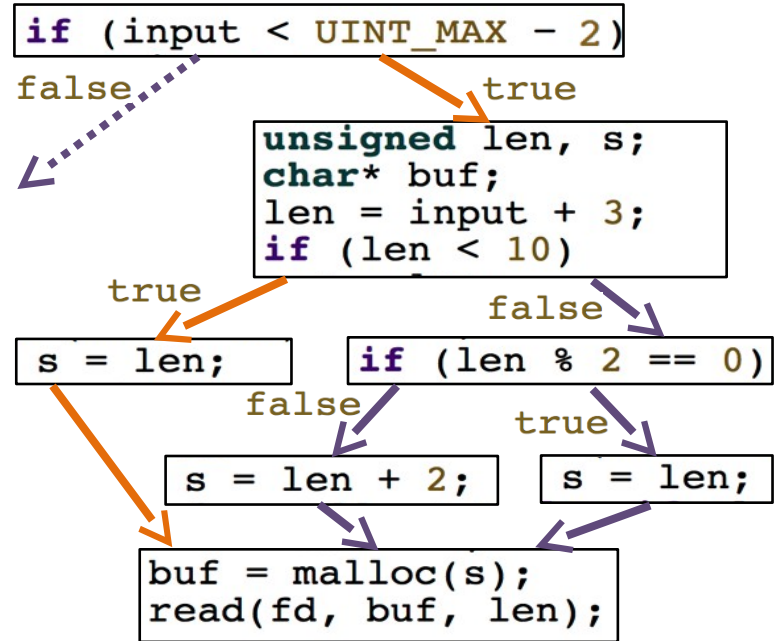 if (input < UINT_MAX - 2)
false
true
unsigned len, s;
char* buf;
len = input + 3;
if (len < 10)
true
false
s = len;
if (len % 2 == 0)
false
true
s = len + 2;
s = len;
buf = malloc(s);
read(fd, buf, len);